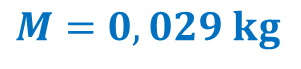 M = 0,029 kg